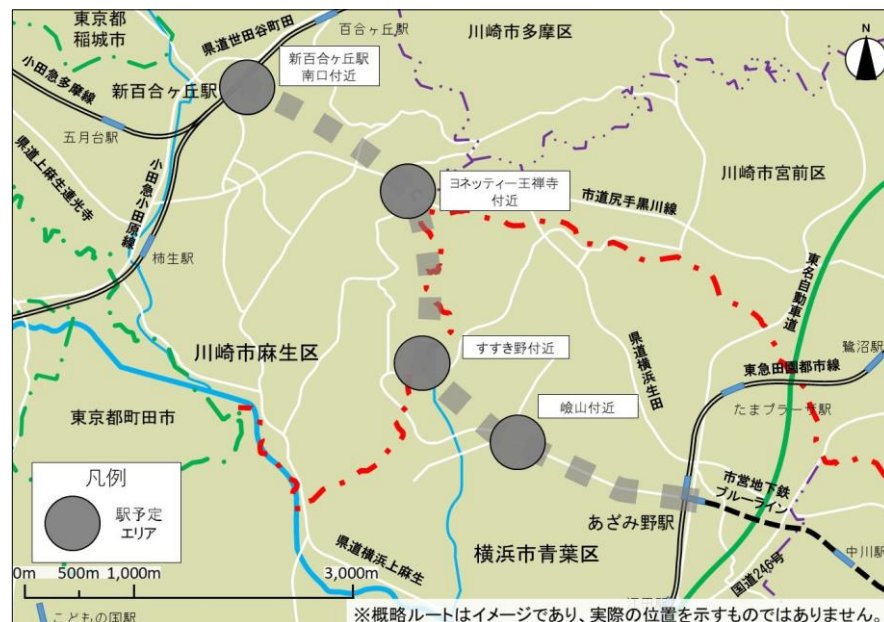 東京都
稲城市
県道世田谷町田
百合ヶ丘駅
川崎市多摩区
N
小田急多摩線
新百合ヶ丘駅
新百合ヶ丘駅
南口付近
五月台駅
県道上麻生連光寺
小田急小田原線
ヨネッティー王禅寺
付近
市道尻手黒川線
川崎市宮前区
柿生駅
東名自動車道
川崎市麻生区
すすき野付近
県道横浜生田
東急田園都市線
鷺沼駅
たまプラーザ駅
東京都町田市
嶮山付近
凡例
駅予定
エリア
市営地下鉄
ブルーライン
あざみ野駅
横浜市青葉区
中川駅
国道246号
県道横浜上麻生
0m
500m
1,000m
3,000m
こどもの国駅
※概略ルートはイメージであり、実際の位置を示すものではありません。